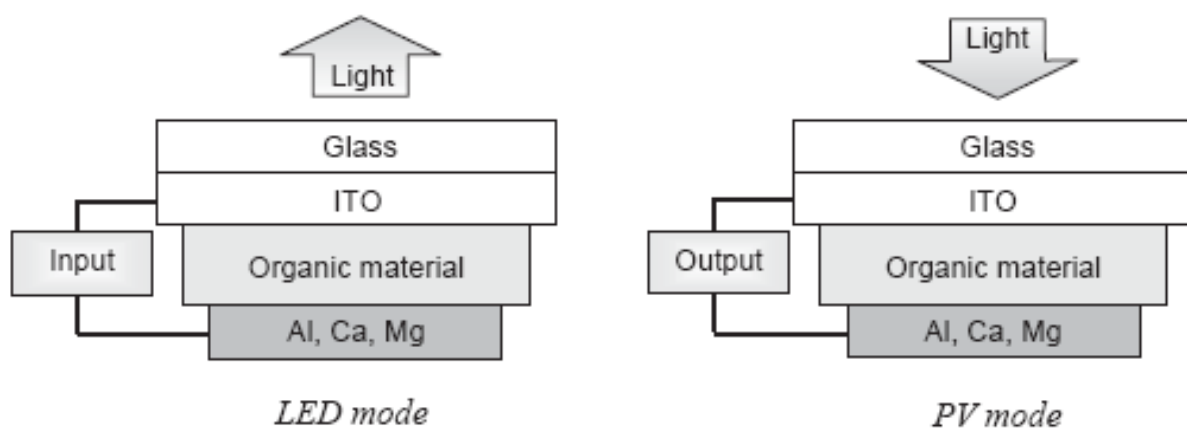 Light
Glass
ITO
Input
Organic material
Al, Ca, Mg
LED mode
Light
Glass
ITO
Output
Organic material
Al, Ca, Mg
PV mode